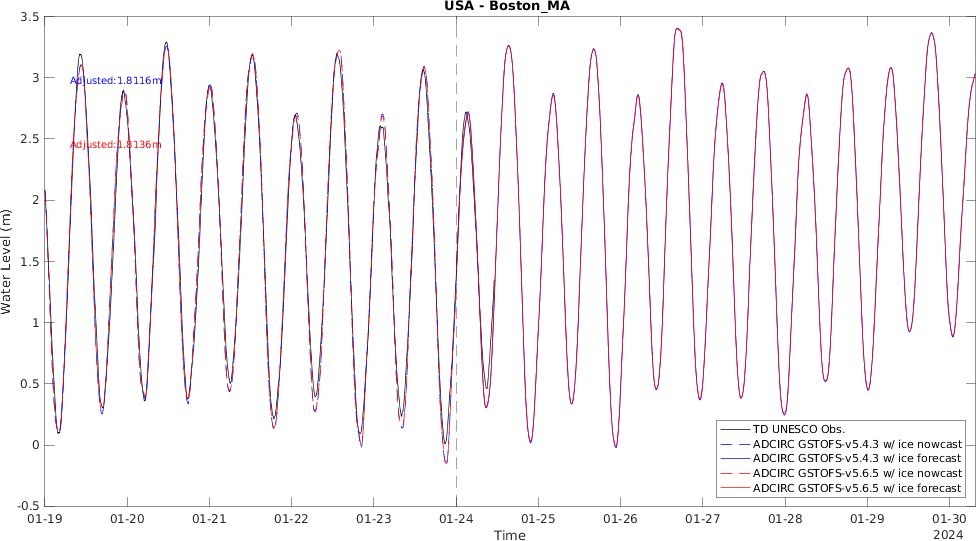 USA - Boston_MA
3.5
3
2.5
2
1.5
1
0.5
0
-0.5
Water Level (m)
Adjusted:1.8116m
Adjusted:1.8136m
TD UNESCO Obs.
ADCIRC GSTOFS-v5.4.3 w/ ice nowcast
ADCIRC GSTOFS-v5.4.3 w/ ice forecast
ADCIRC GSTOFS-v5.6.5 w/ ice nowcast
ADCIRC GSTOFS-v5.6.5 w/ ice forecast
01-19 01-20 01-21 01-22 01-23 01-24 01-25 01-26 01-27 01-28 01-29 01-30
Time
2024